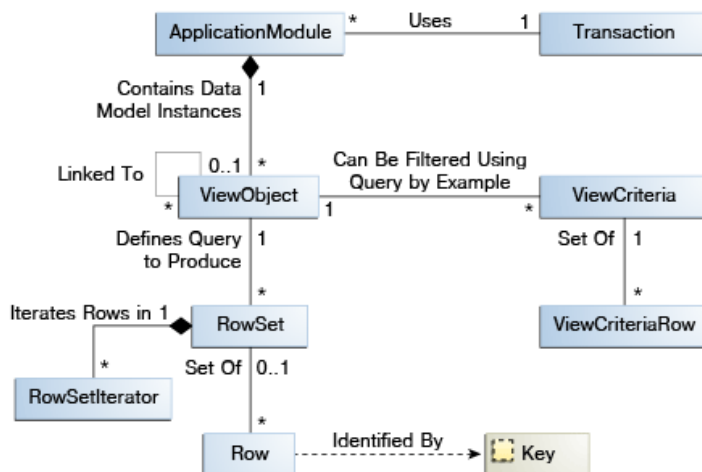 ApplicationModule
*
Uses
1
Transaction
Contains Data
Model Instances
1
Linked To
0..1
*
*
ViewObject
Can Be Filtered Using
Query by Example
1
*
ViewCriteria
Defines Query
to Produce
1
Set Of
1
*
*
Iterates Rows in
1
RowSet
ViewCriteriaRow
Set Of
0..1
*
RowSetIterator
*
Row
Identified By
Key